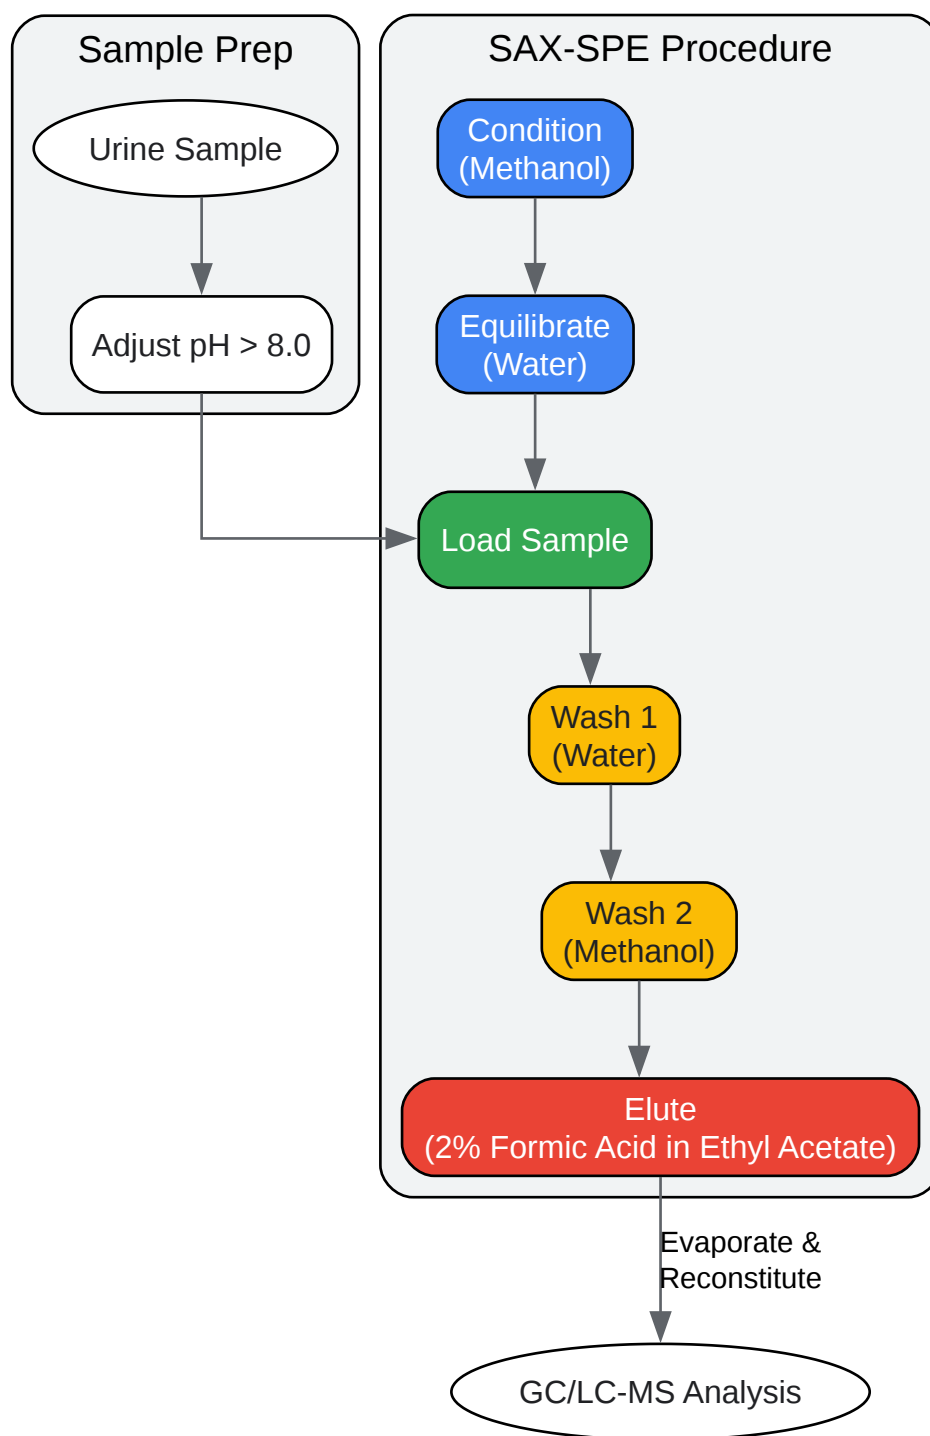 Sample Prep
Urine Sample
Adjust pH > 8.0
SAX-SPE Procedure
Condition
(Methanol)
Equilibrate
(Water)
Load Sample
Wash 1
(Water)
Wash 2
(Methanol)
Elute
(2% Formic Acid in Ethyl Acetate)
Evaporate &
Reconstitute
GC/LC-MS Analysis